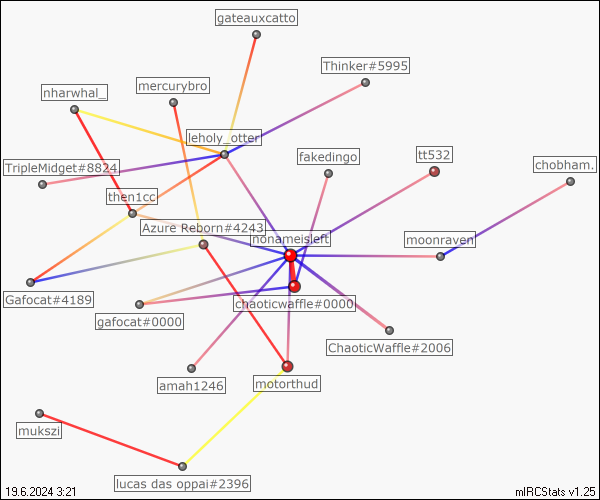 gateauxcatto
Thinker#5995
mercurybro
nharwhal_
leholy_otter
fakedingo
tt532
chobham.
TripleMidget#8824
then1cc
Azure Reborn#4243
nonameisleft
moonraven
Gafocat#4189
chaoticwaffle#0000
gafocat#0000
ChaoticWaffle#2006
amah1246
motorthud
mukszi
lucas das oppai#2396
19.6.2024 3:21
mIRCStats v1.25